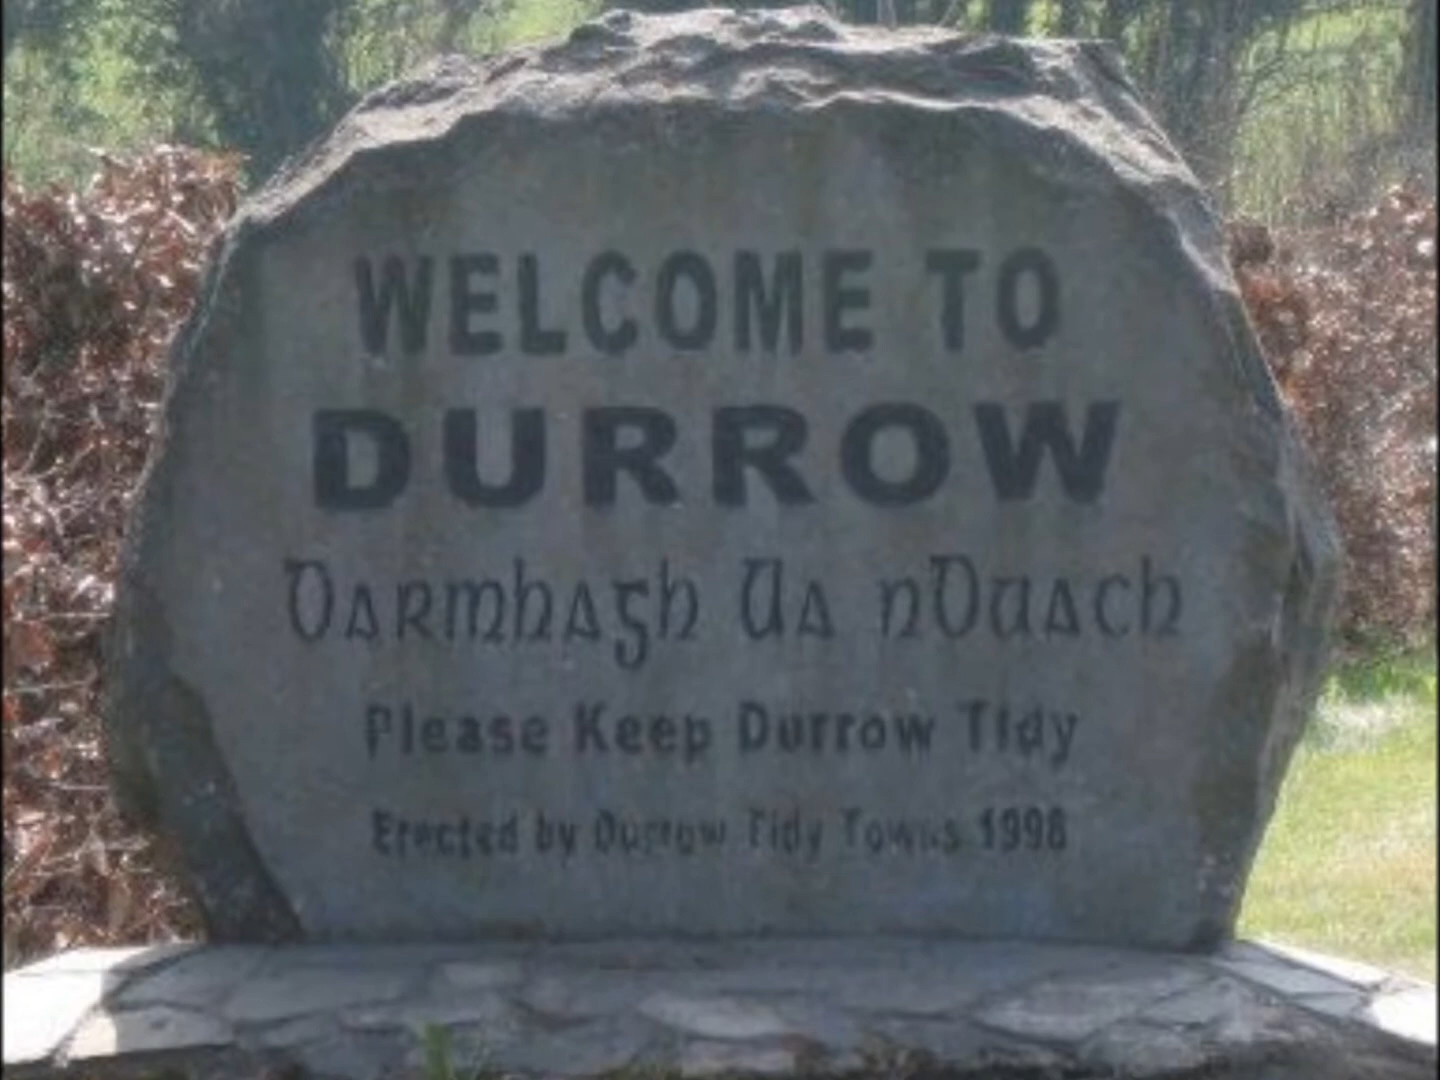 WELCOME TO
DURROW
Darmhagh Ua nDuach
Please Keep Durrow Tidy
Erected by Durrow Tidy Towns 1998